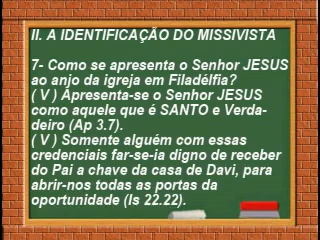 II. A IDENTIFICAÇÃO DO MISSIVISTA
7- Como se apresenta o Senhor JESUS
ao anjo da igreja em Filadélfia?
( V ) Apresenta-se o Senhor JESUS
como aquele que é SANTO e Verda-
deiro (Ap 3.7).
( V ) Somente alguém com essas
credenciais far-se-ia digno de receber
do Pai a chave da casa de Davi, para
abrir-nos todas as portas da
oportunidade (Is 22.22).